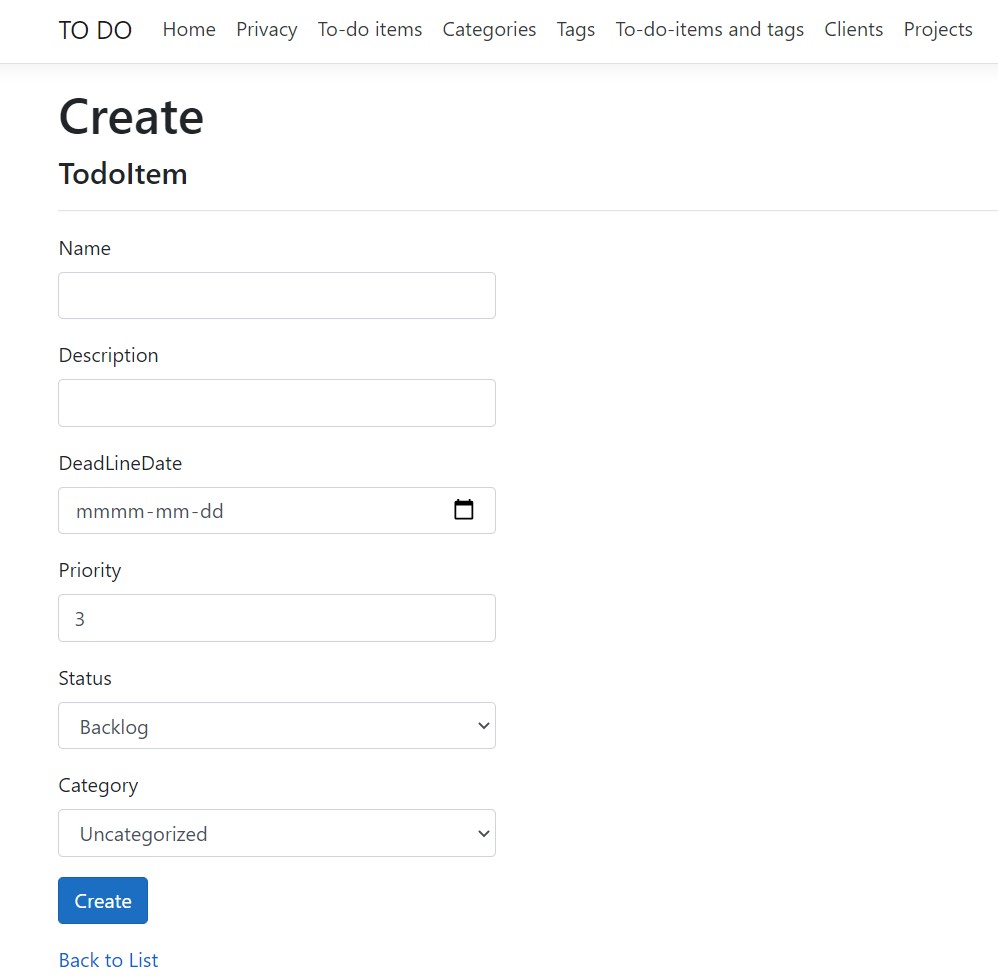 TO DO Home Privacy To-do items Categories Tags To-do-items and tags Clients Projects
Create
TodoItem
Name
Description
DeadLineDate
mmmm-mm-dd
Priority
3
Status
Backlog
Category
Uncategorized
Create
Back to List